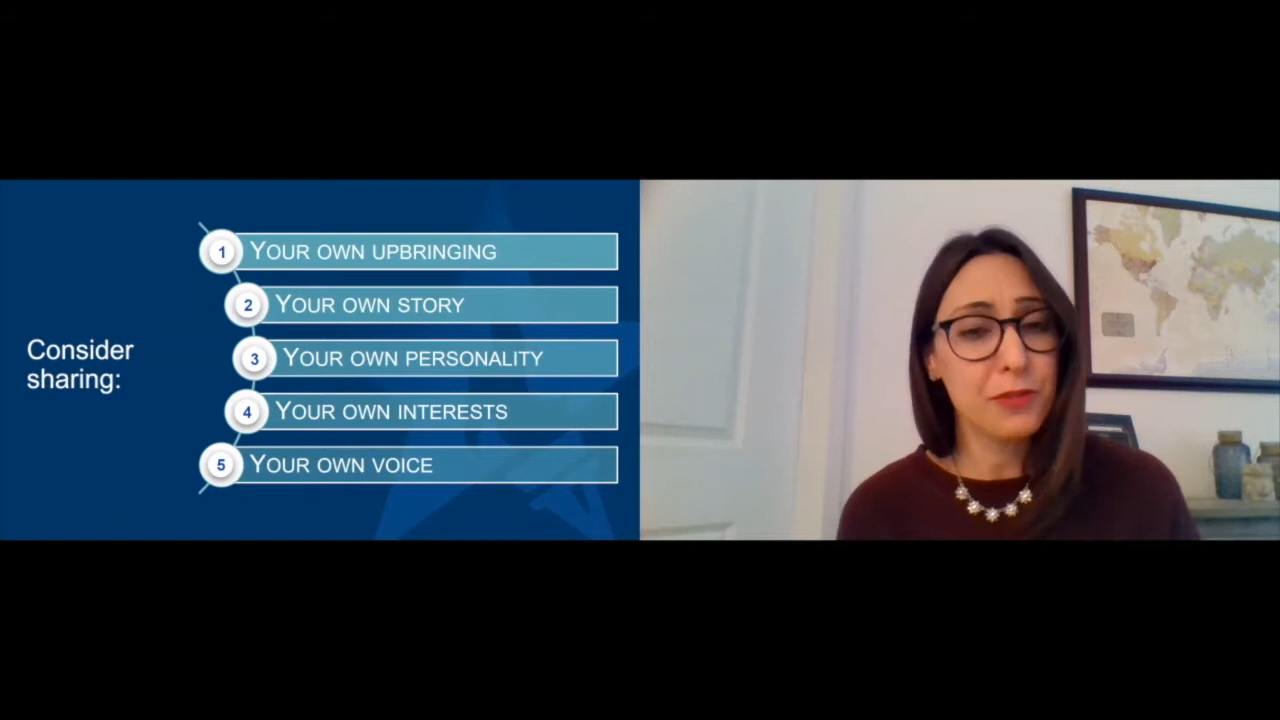 Consider
sharing:
1 YOUR OWN UPBRINGING
2 YOUR OWN STORY
3 YOUR OWN PERSONALITY
4 YOUR OWN INTERESTS
5 YOUR OWN VOICE